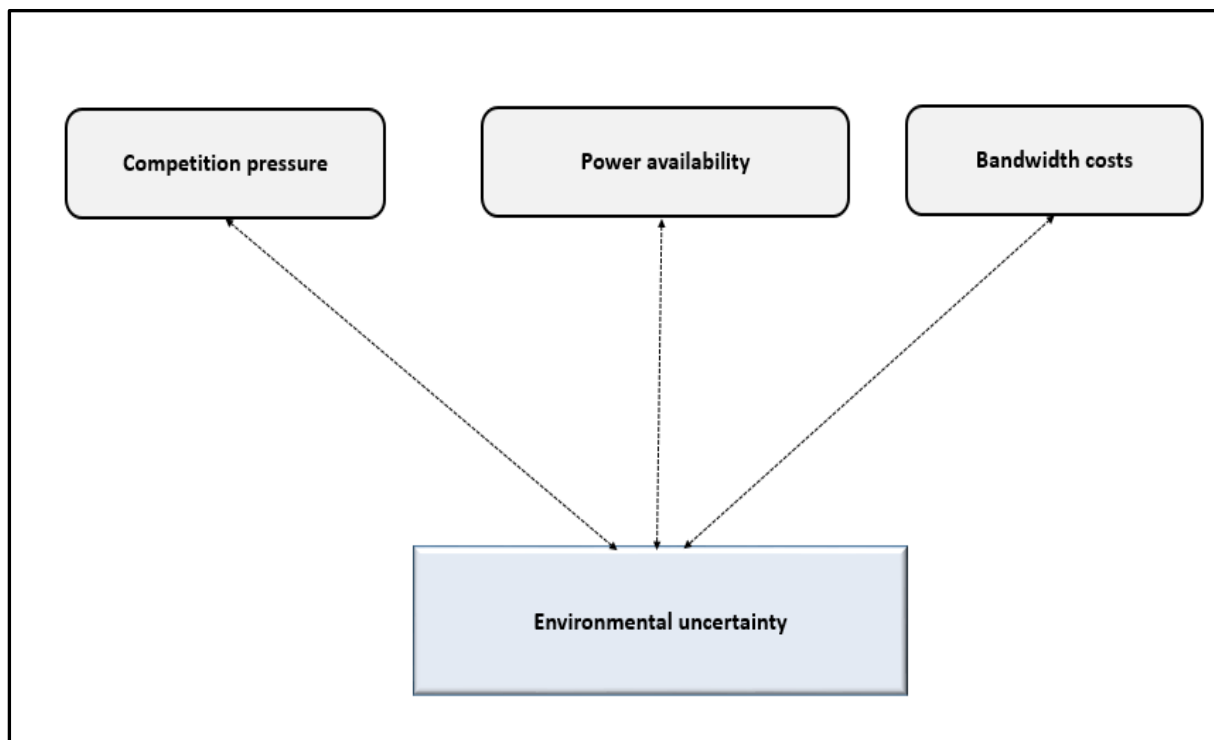 Competition pressure
Power availability
Bandwidth costs
Environmental uncertainty